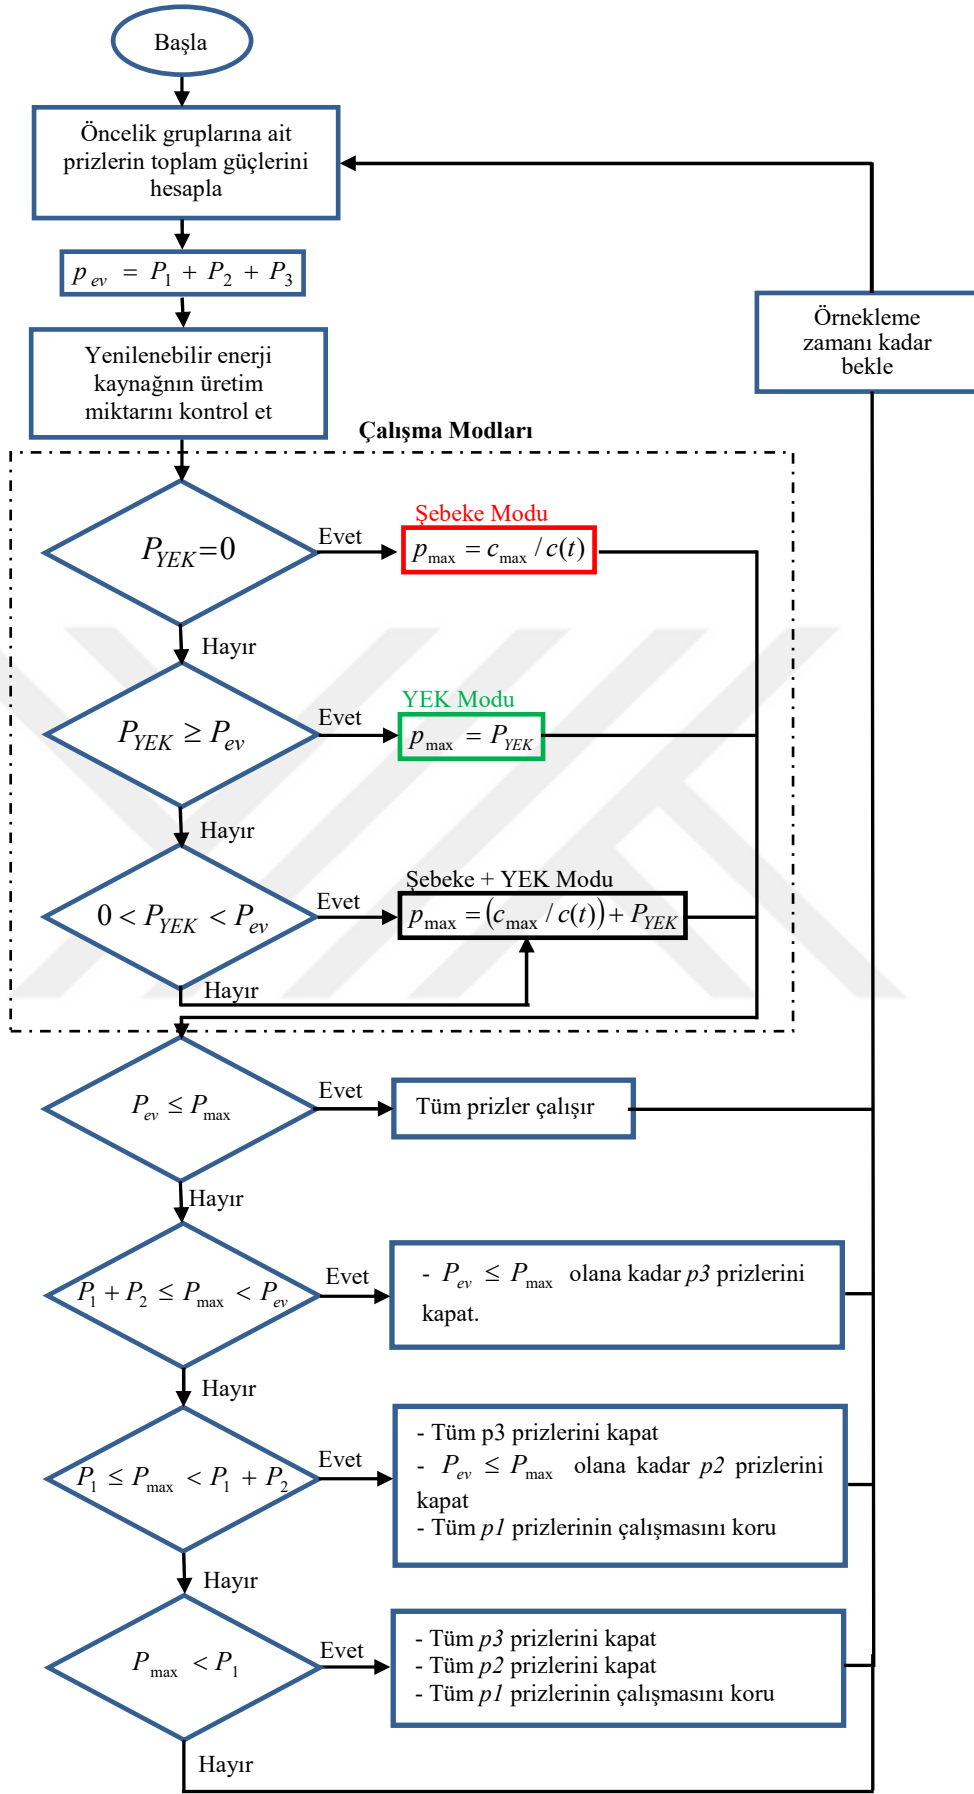 Başla
Öncelik gruplarına ait
prizlerin toplam güçlerini
hesapla
p_ev = P_1 + P_2 + P_3
Örnekleme
zamanı kadar
bekle
Yenilenebilir enerji
kaynağnın üretim
miktarını kontrol et
Çalışma Modları
P_YEK=0
Evet
Şebeke Modu
p_max = c_max / c(t)
Hayır
P_YEK ≥ P_ev
Evet
YEK Modu
p_max = P_YEK
Hayır
0 < P_YEK < P_ev
Evet
Şebeke + YEK Modu
p_max = (c_max / c(t)) + P_YEK
Hayır
P_ev ≤ P_max
Evet
Tüm prizler çalışır
Hayır
P_1 + P_2 ≤ P_max < P_ev
Evet
- P_ev ≤ P_max olana kadar p3 prizlerini
kapat.
Hayır
P_1 ≤ P_max < P_1 + P_2
Evet
- Tüm p3 prizlerini kapat
- P_ev ≤ P_max olana kadar p2 prizlerini
kapat
- Tüm p1 prizlerinin çalışmasını koru
Hayır
P_max < P_1
Evet
- Tüm p3 prizlerini kapat
- Tüm p2 prizlerini kapat
- Tüm p1 prizlerinin çalışmasını koru
Hayır